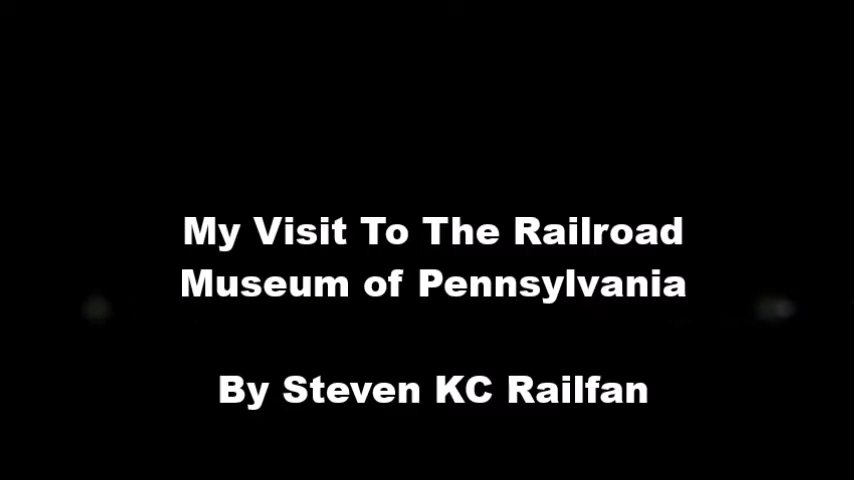 My Visit To The Railroad
Museum of Pennsylvania
By Steven KC Railfan